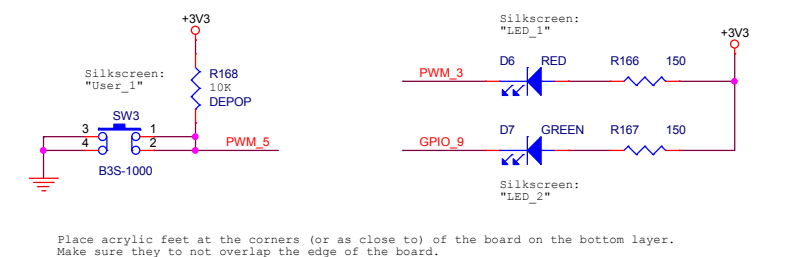 +3V3
Silkscreen:
"User_1"
R168
10K
DEPOP
SW3
3
1
4
2
PWM_5
B3S-1000
Silkscreen:
"LED_1"
+3V3
D6
RED
R166
150
PWM_3
D7
GREEN
R167
150
GPIO_9
Silkscreen:
"LED_2"
Place acrylic feet at the corners (or as close to) of the board on the bottom layer.
Make sure they to not overlap the edge of the board.